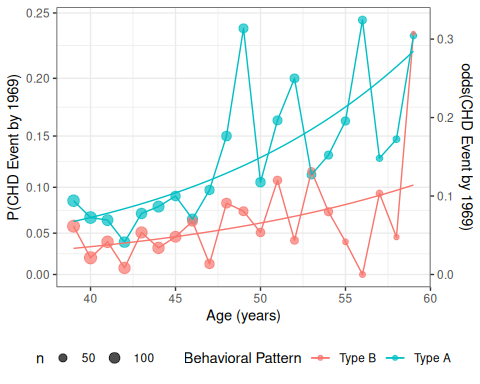 P(CHD Event by 1969)
0.25
0.20
0.15
0.10
0.05
0.00
0.3
0.2
0.1
0.0
odds(CHD Event by 1969)
40 45 50 55 60
Age (years)
n 50 100 Behavioral Pattern Type B Type A